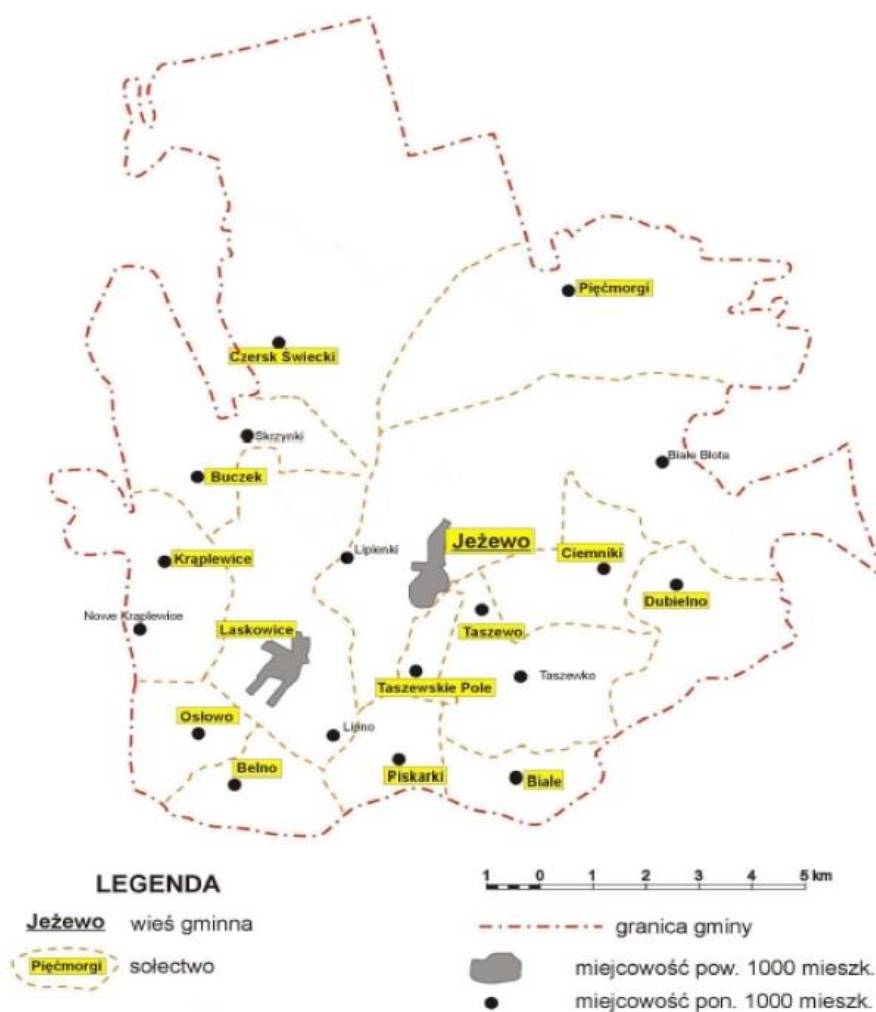 Pięćmorgi
Czersk Świecki
Skrzynki
Białe Błota
Buczek
Jeżewo
Lipienki
Ciemniki
Krąplewice
Dubielno
Nowe Krąplewice
Laskowice
Taszewo
Taszewskie Pole
Taszewko
Osłowo
Lipno
Belno
Piskarki
Białe
LEGENDA
Jeżewo wieś gminna
Pięćmorgi sołectwo
1 0 1 2 3 4 5 km
granica gminy
miejcowość pow. 1000 mieszk.
miejcowość pon. 1000 mieszk.